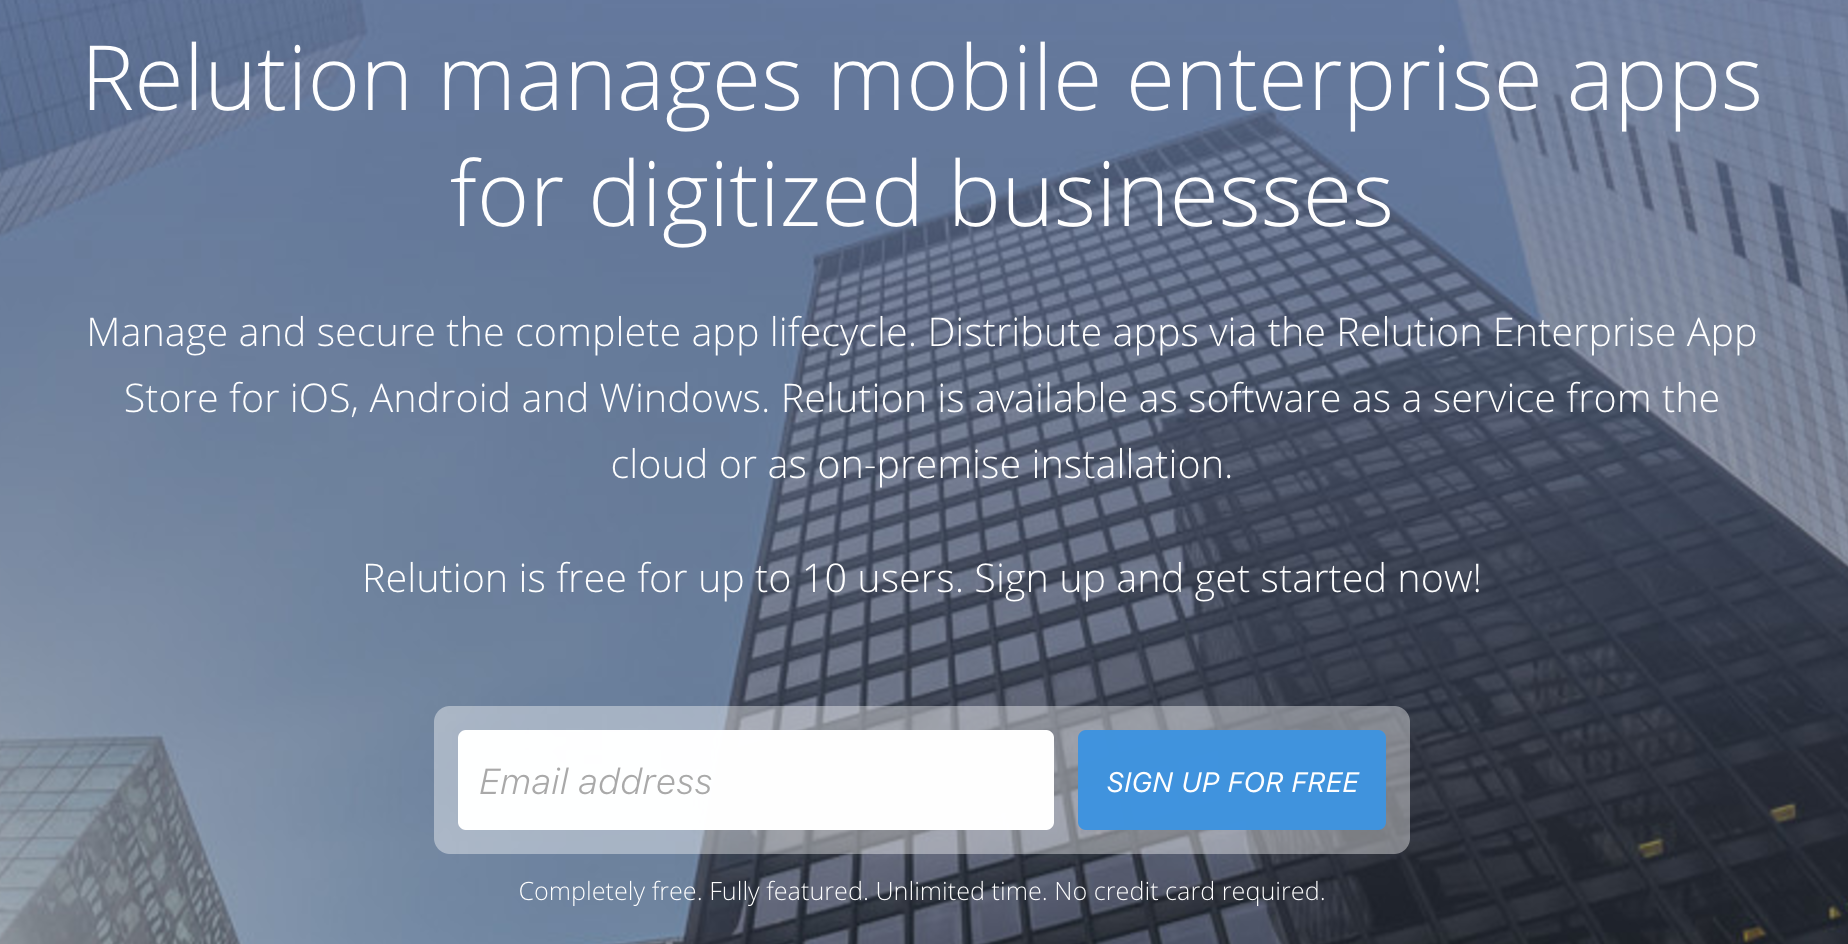 Relution manages mobile enterprise apps
for digitized businesses
Manage and secure the complete app lifecycle. Distribute apps via the Relution Enterprise App
Store for iOS, Android and Windows. Relution is available as software as a service from the
cloud or as on-premise installation.
Relution is free for up to 10 users. Sign up and get started now!
Email address
SIGN UP FOR FREE
Completely free. Fully featured. Unlimited time. No credit card required.